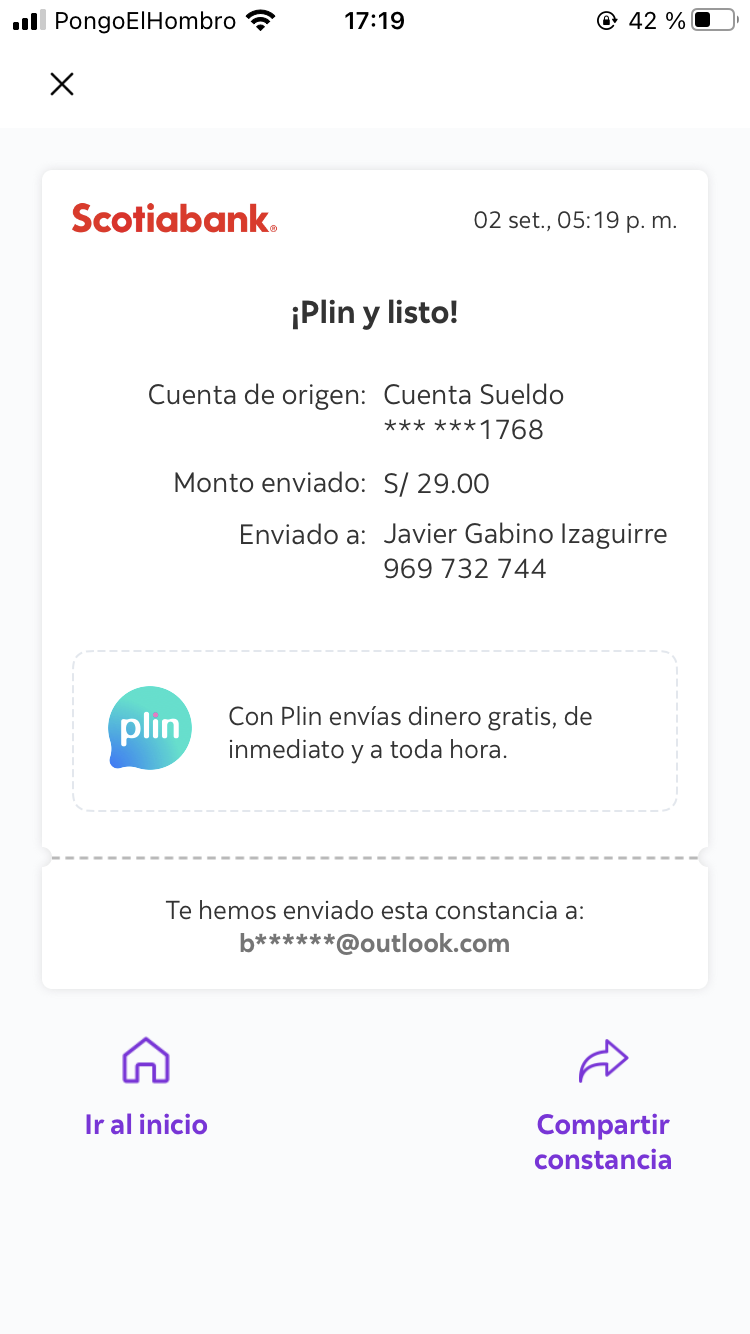 PongoElHombro 17:19 42 %
Scotiabank® 02 set., 05:19 p. m.
¡Plin y listo!
Cuenta de origen: Cuenta Sueldo
*** ***1768
Monto enviado: S/ 29.00
Enviado a: Javier Gabino Izaguirre
969 732 744
plin
Con Plin envías dinero gratis, de
inmediato y a toda hora.
Te hemos enviado esta constancia a:
b******@outlook.com
Ir al inicio
Compartir
constancia